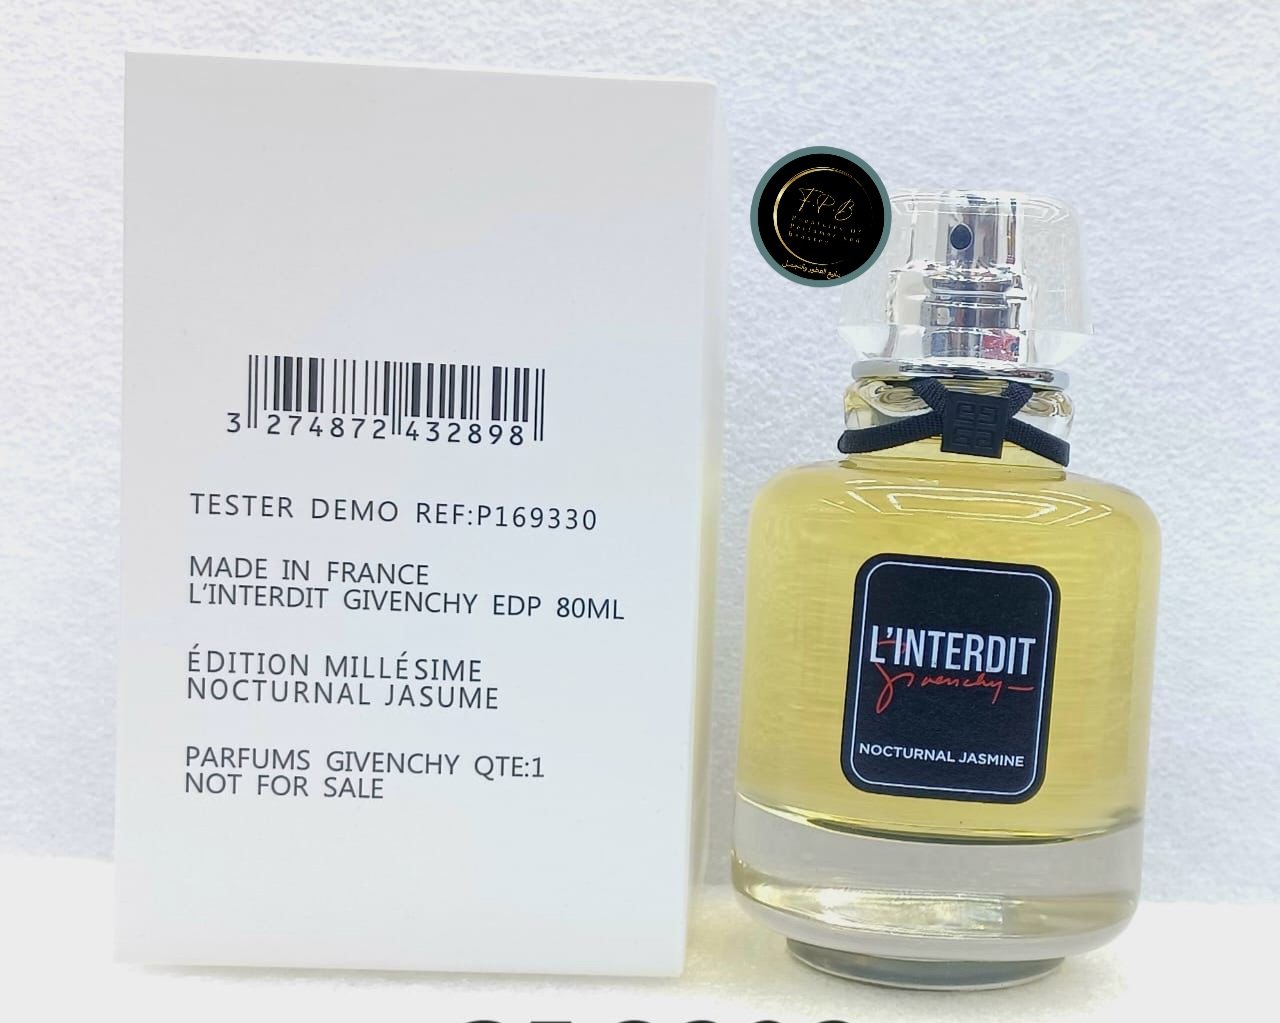 3 274872 432898
TESTER DEMO REF:P169330
MADE IN FRANCE
L'INTERDIT GIVENCHY EDP 80ML
ÉDITION MILLÉSIME
NOCTURNAL JASUME
PARFUMS GIVENCHY QTE:1
NOT FOR SALE
F.P.B
L'INTERDIT
Givenchy
NOCTURNAL JASMINE